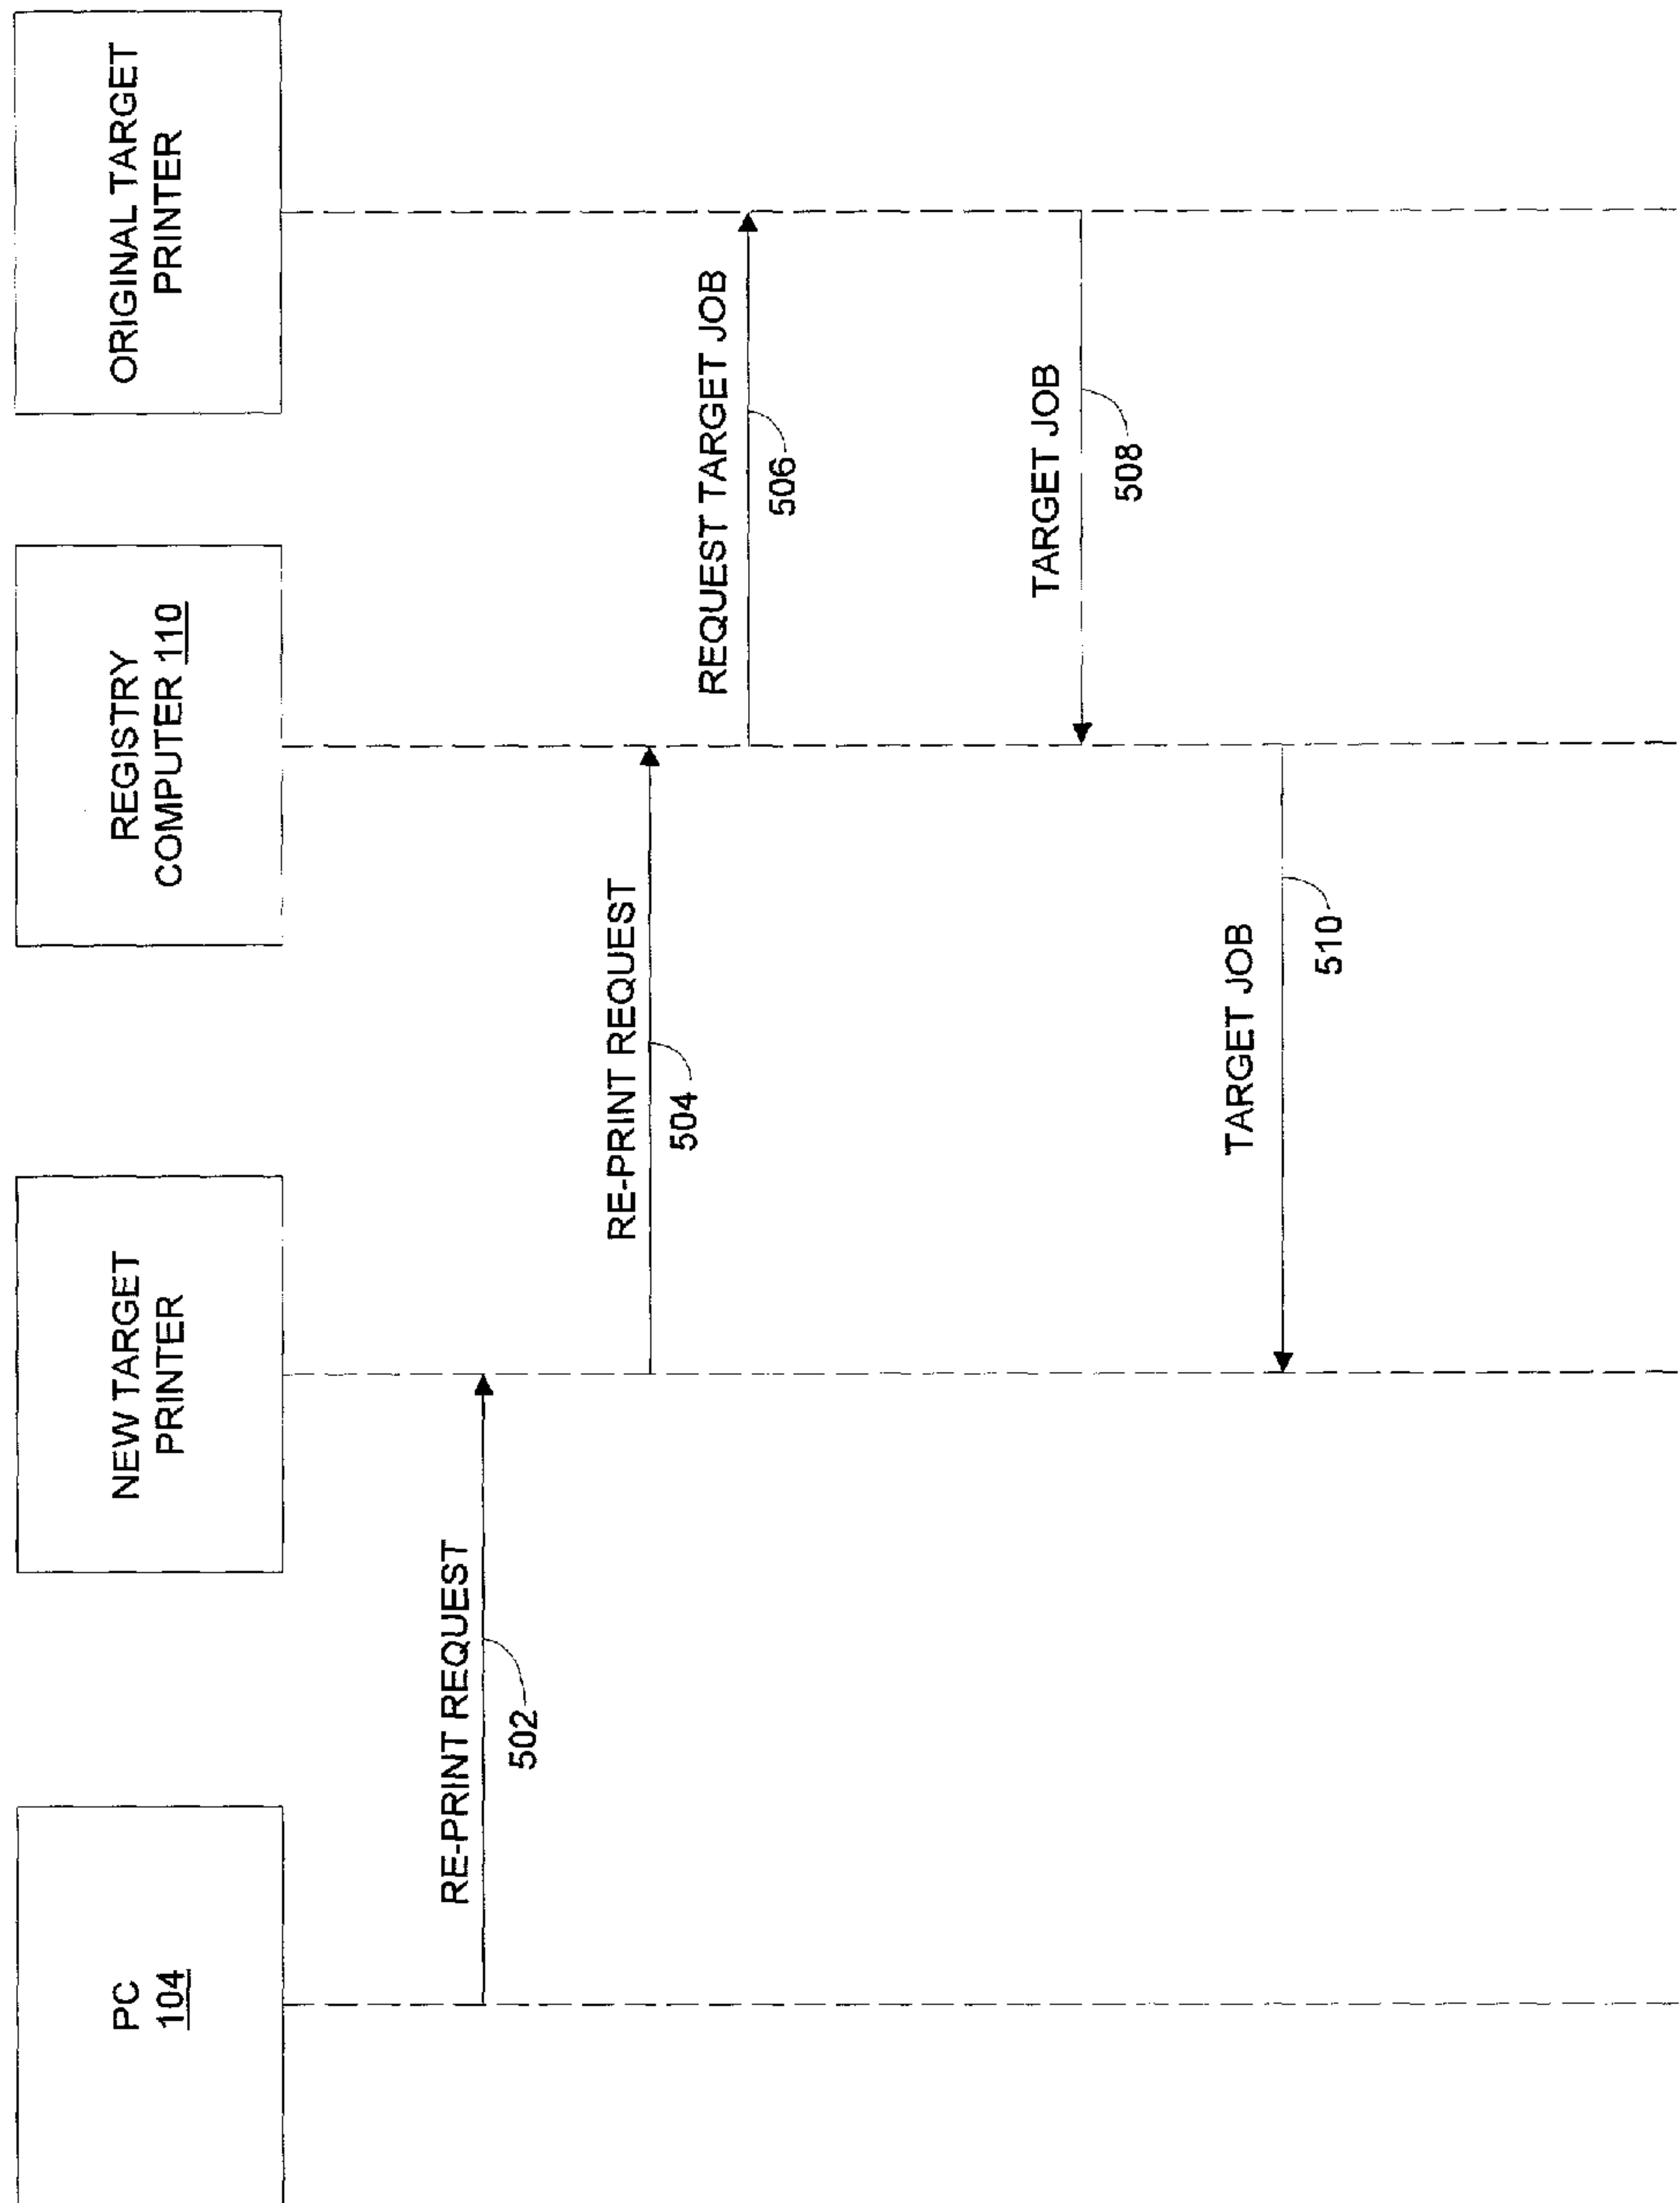 PC
104
NEW TARGET
PRINTER
REGISTRY
COMPUTER 110
ORIGINAL TARGET
PRINTER
RE-PRINT REQUEST
502
RE-PRINT REQUEST
504
REQUEST TARGET JOB
506
TARGET JOB
508
TARGET JOB
510